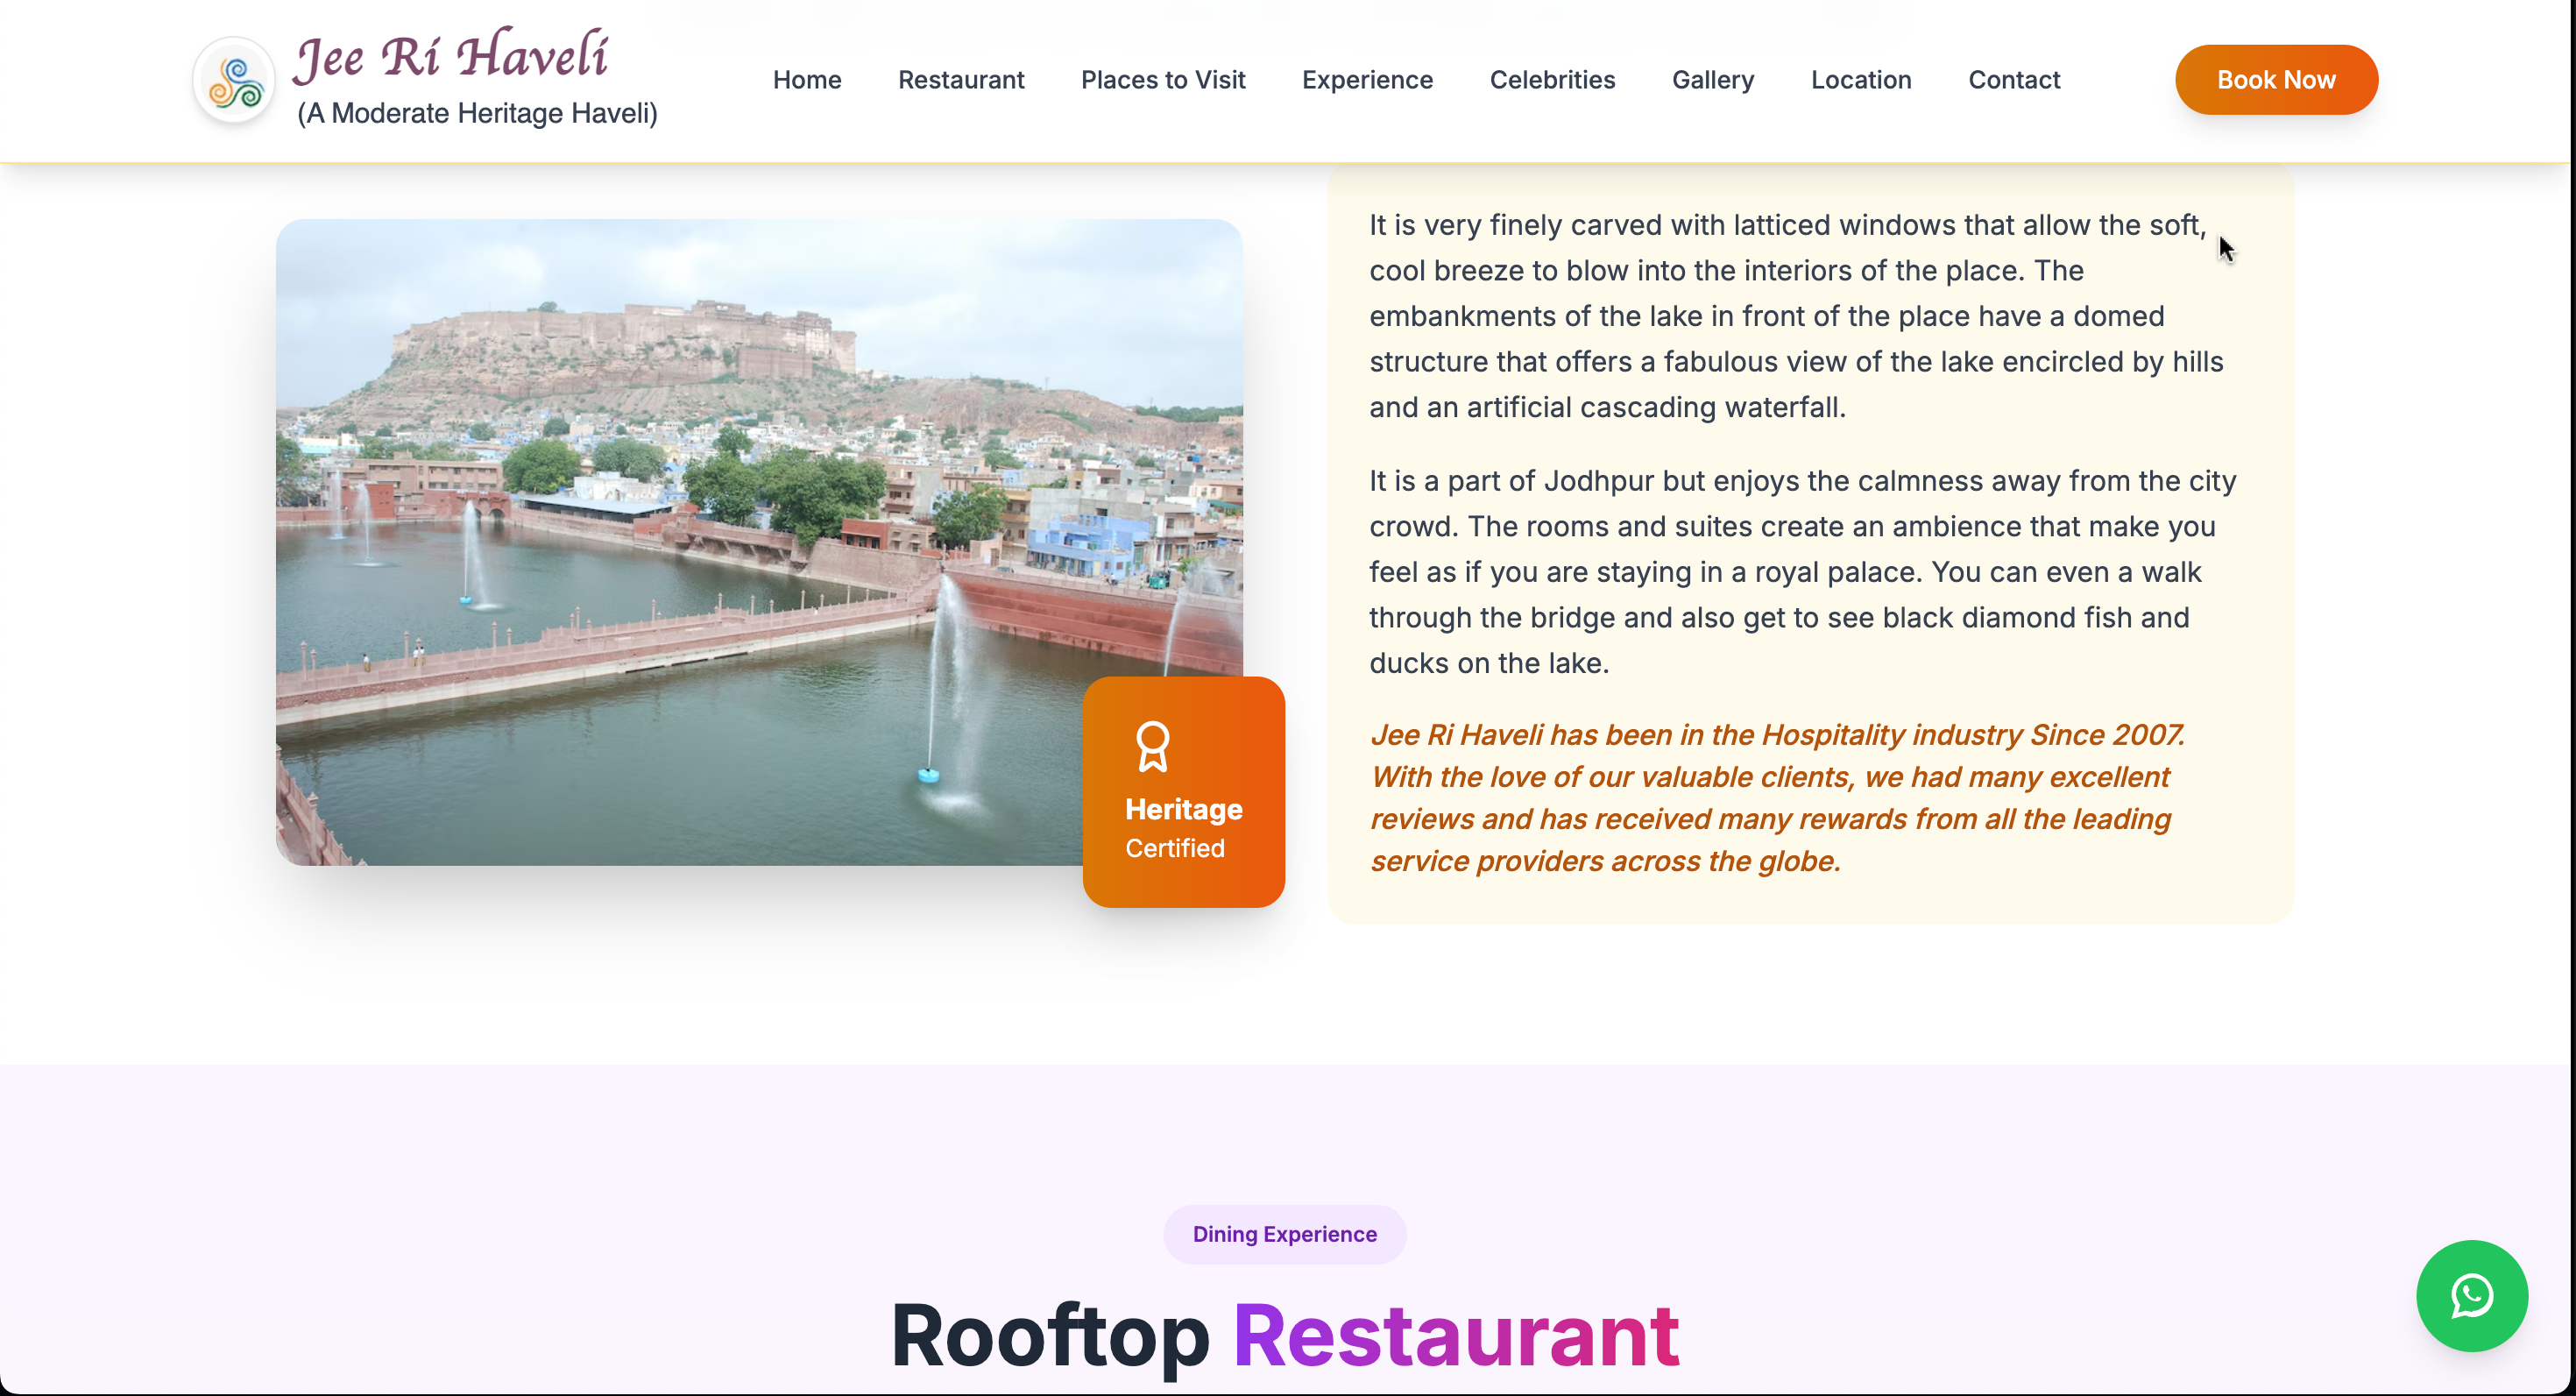 Jee Ri Haveli
(A Moderate Heritage Haveli)
Home
Restaurant
Places to Visit
Experience
Celebrities
Gallery
Location
Contact
Book Now
It is very finely carved with latticed windows that allow the soft,
cool breeze to blow into the interiors of the place. The
embankments of the lake in front of the place have a domed
structure that offers a fabulous view of the lake encircled by hills
and an artificial cascading waterfall.
It is a part of Jodhpur but enjoys the calmness away from the city
crowd. The rooms and suites create an ambience that make you
feel as if you are staying in a royal palace. You can even a walk
through the bridge and also get to see black diamond fish and
ducks on the lake.
Jee Ri Haveli has been in the Hospitality industry Since 2007.
With the love of our valuable clients, we had many excellent
reviews and has received many rewards from all the leading
service providers across the globe.
Heritage
Certified
Dining Experience
Rooftop Restaurant